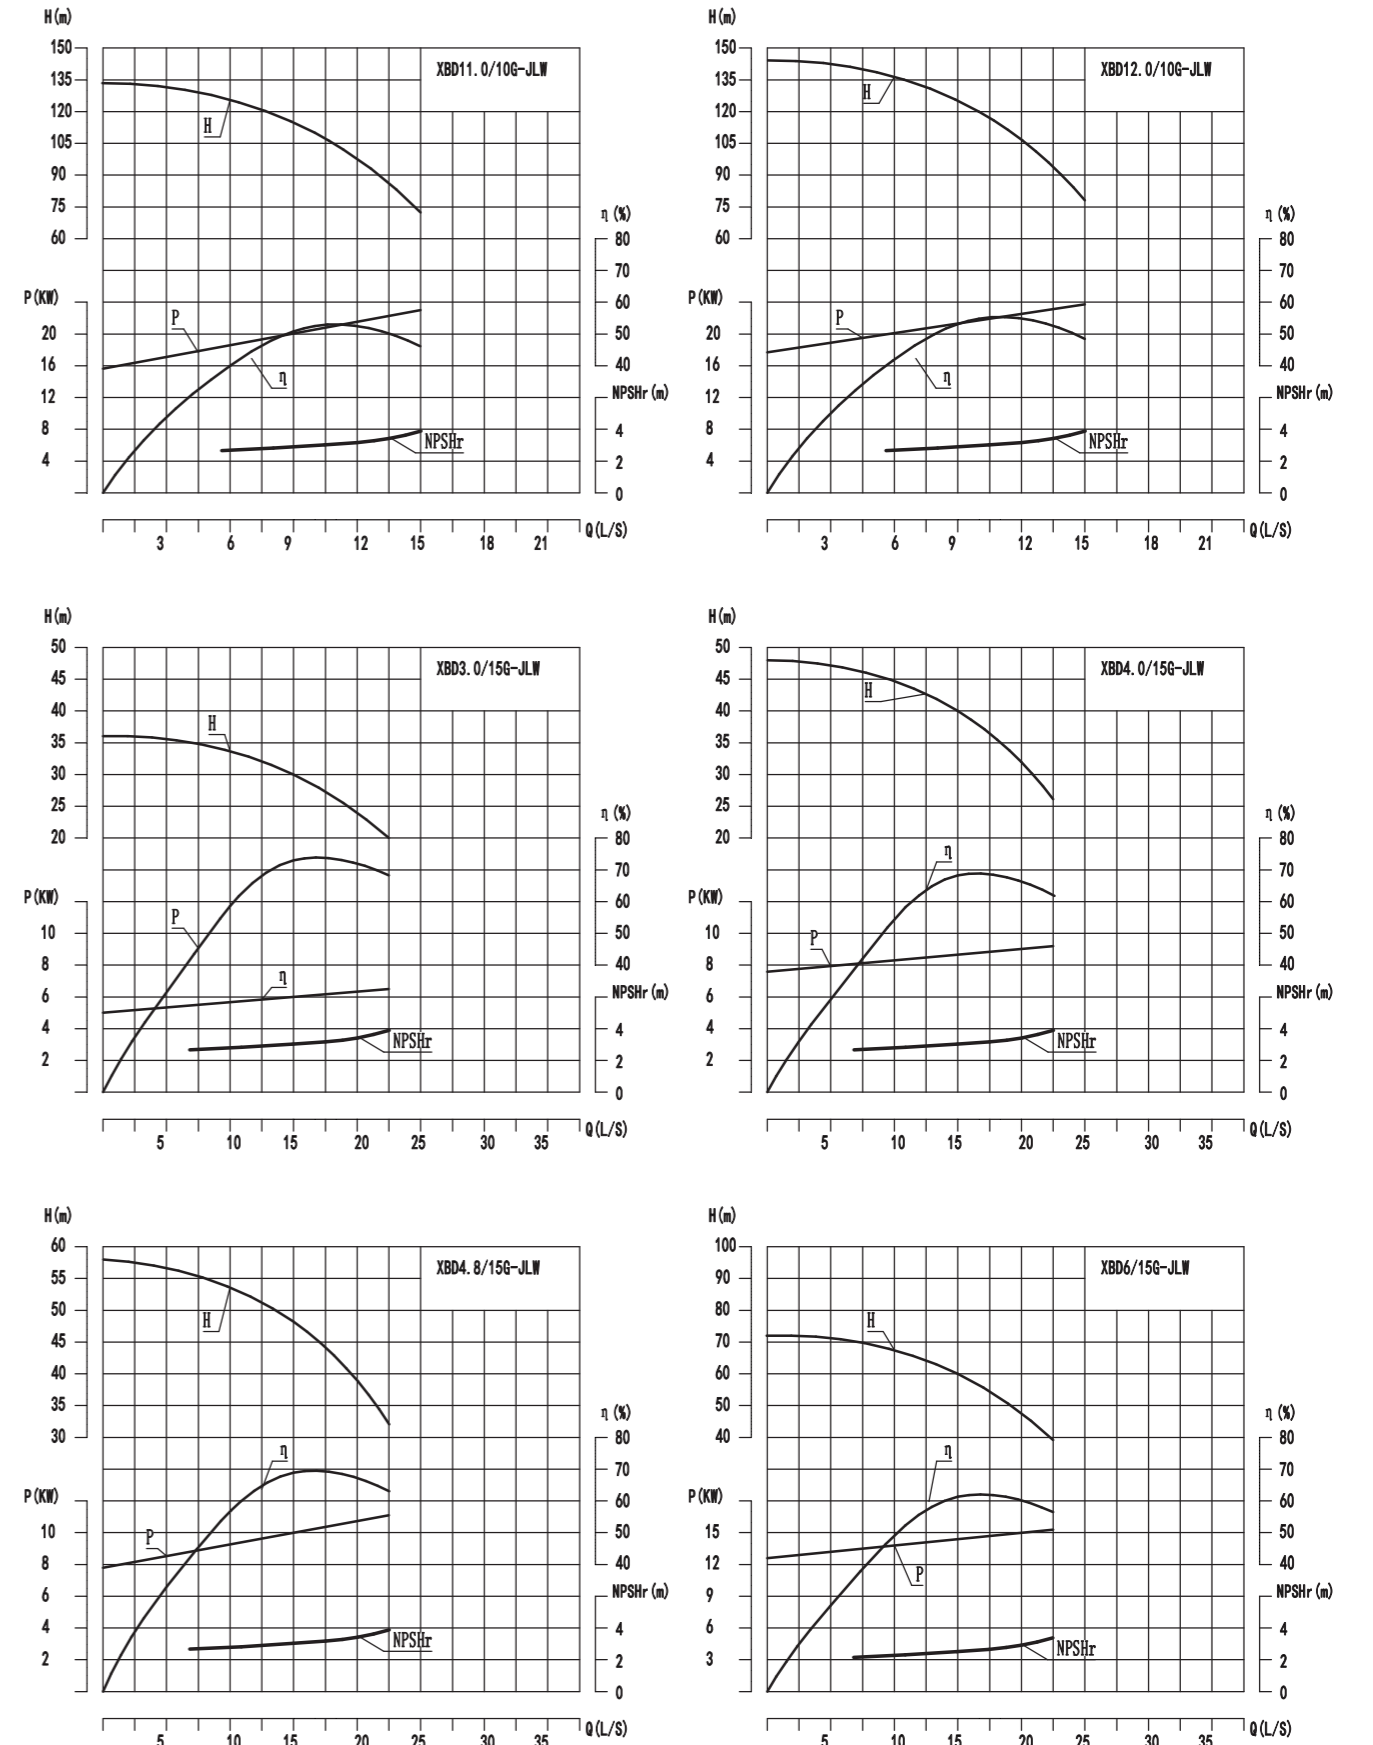 H(m)
150
135
120
105
90
75
60
XBD11.0/10G-JLW
H
η(%)
80
70
60
50
40
P(KW)
20
16
12
8
4
P
η
NPSHr(m)
4
2
0
NPSHr
3 6 9 12 15 18 21 Q(L/S)
H(m)
150
135
120
105
90
75
60
XBD12.0/10G-JLW
H
η(%)
80
70
60
50
40
P(KW)
20
16
12
8
4
P
η
NPSHr(m)
4
2
0
NPSHr
3 6 9 12 15 18 21 Q(L/S)
H(m)
50
45
40
35
30
25
20
XBD3.0/15G-JLW
H
η(%)
80
70
60
50
40
P(KW)
10
8
6
4
2
P
η
NPSHr(m)
4
2
0
NPSHr
5 10 15 20 25 30 35 Q(L/S)
H(m)
50
45
40
35
30
25
20
XBD4.0/15G-JLW
H
η(%)
80
70
60
50
40
P(KW)
10
8
6
4
2
η
P
NPSHr(m)
4
2
0
NPSHr
5 10 15 20 25 30 35 Q(L/S)
H(m)
60
55
50
45
40
35
30
XBD4.8/15G-JLW
H
η(%)
80
70
60
50
40
P(KW)
10
8
6
4
2
η
P
NPSHr(m)
4
2
0
NPSHr
5 10 15 20 25 30 35 Q(L/S)
H(m)
100
90
80
70
60
50
40
XBD6/15G-JLW
H
η(%)
80
70
60
50
40
P(KW)
15
12
9
6
3
η
P
NPSHr(m)
4
2
0
NPSHr
5 10 15 20 25 30 35 Q(L/S)